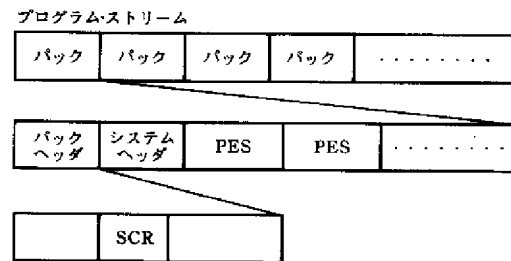 プログラム・ストリーム
パック パック パック パック ........
パック システム PES PES ........
ヘッダ ヘッダ
SCR